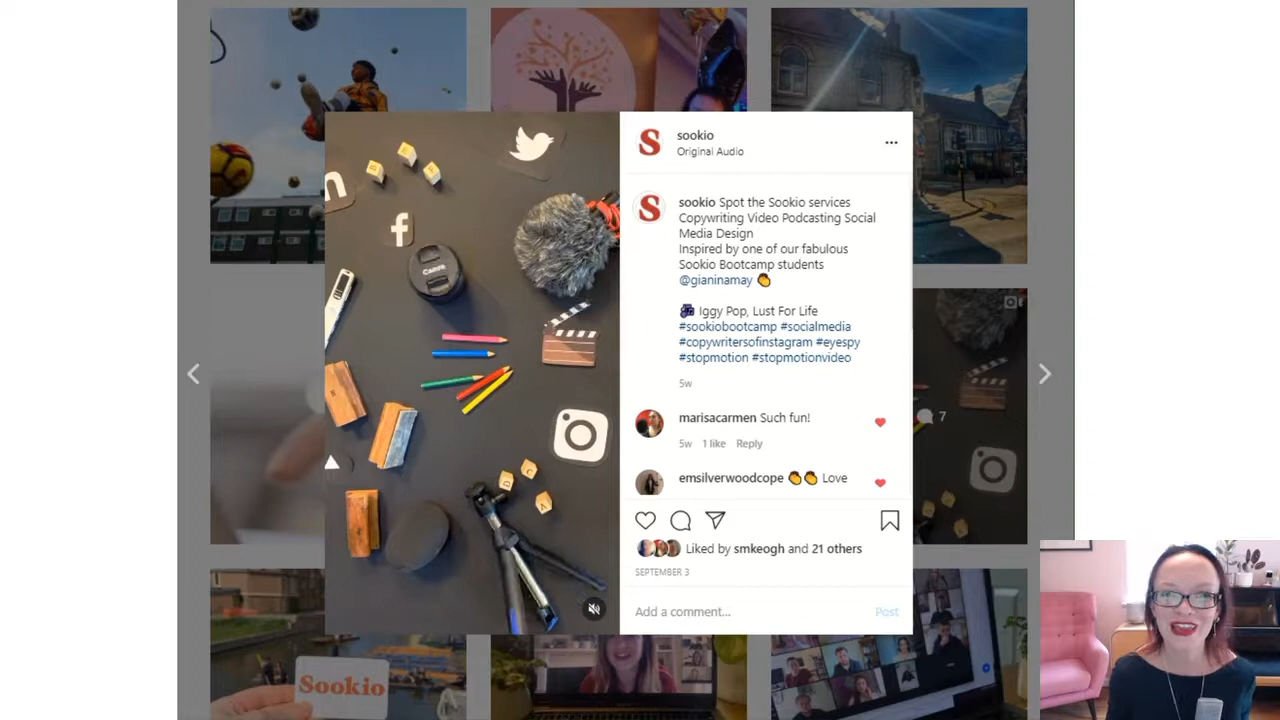 sookio
Original Audio
...
S
S
sookio Spot the Sookio services
Copywriting Video Podcasting Social
Media Design
Inspired by one of our fabulous
Sookio Bootcamp students
@gianinamay 👏
Iggy Pop, Lust For Life
#sookiobootcamp #socialmedia
#copywritersofinstagram #eyespy
#stopmotion #stopmotionvideo
5w
marisacarmen Such fun!
5w 1 like Reply
emsilverwoodcope 👏👏 Love
Liked by smkeogh and 21 others
SEPTEMBER 3
Add a comment... Post
n
f
Canon
7
Sookio